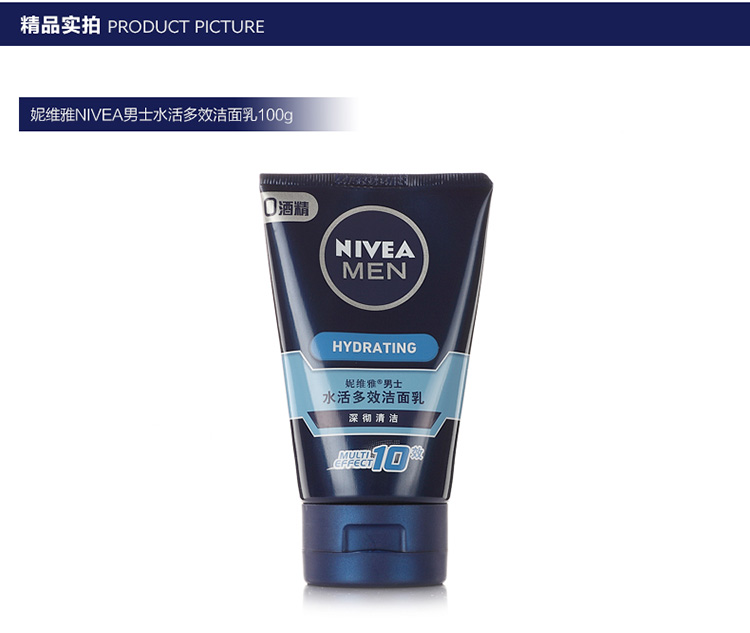 精品实拍 PRODUCT PICTURE
妮维雅NIVEA男士水活多效洁面乳100g
0酒精
NIVEA
MEN
HYDRATING
妮维雅®男士
水活多效洁面乳
深彻清洁
MULTI
EFFECT 10效